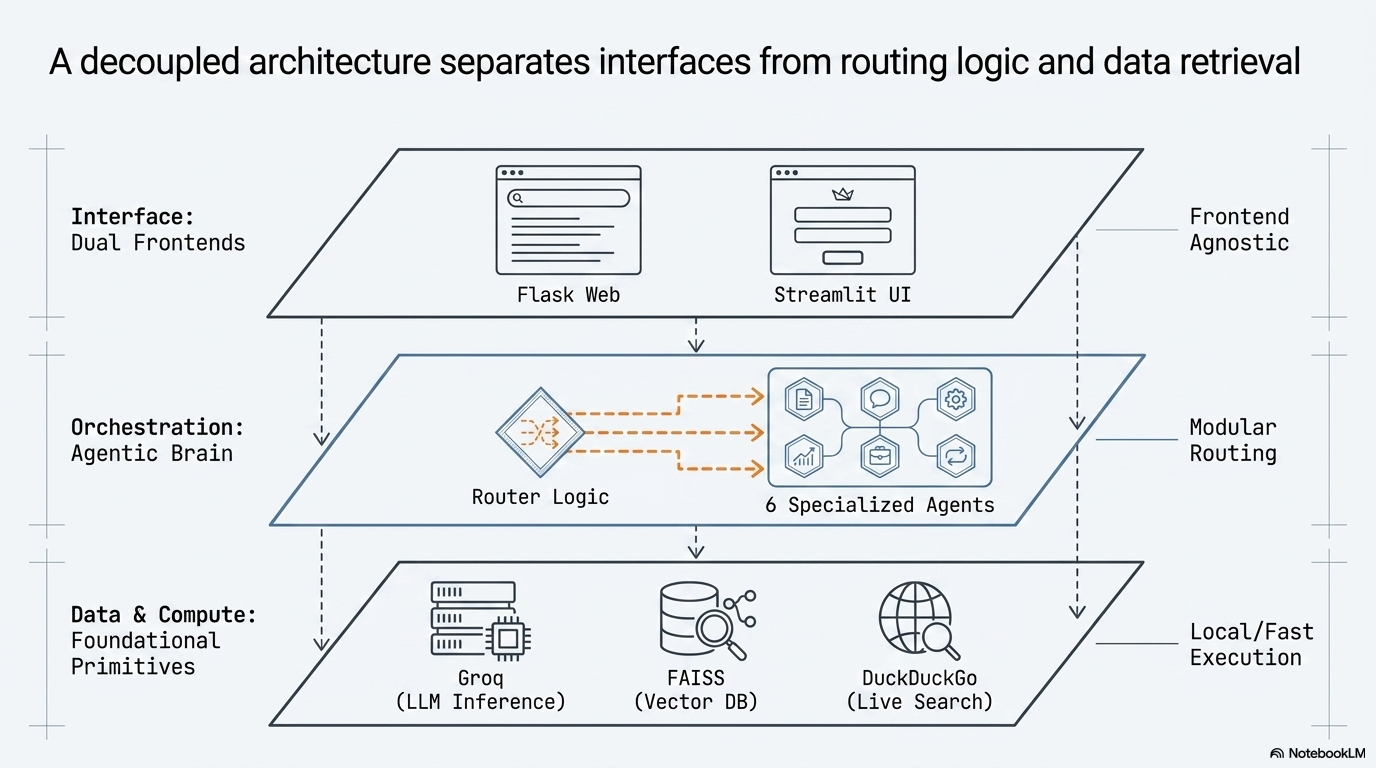 A decoupled architecture separates interfaces from routing logic and data retrieval
Interface:
Dual Frontends
Flask Web
Streamlit UI
Frontend
Agnostic
Orchestration:
Agentic Brain
Router Logic
6 Specialized Agents
Modular
Routing
Data & Compute:
Foundational
Primitives
Groq
(LLM Inference)
FAISS
(Vector DB)
DuckDuckGo
(Live Search)
Local/Fast
Execution
NotebookLM